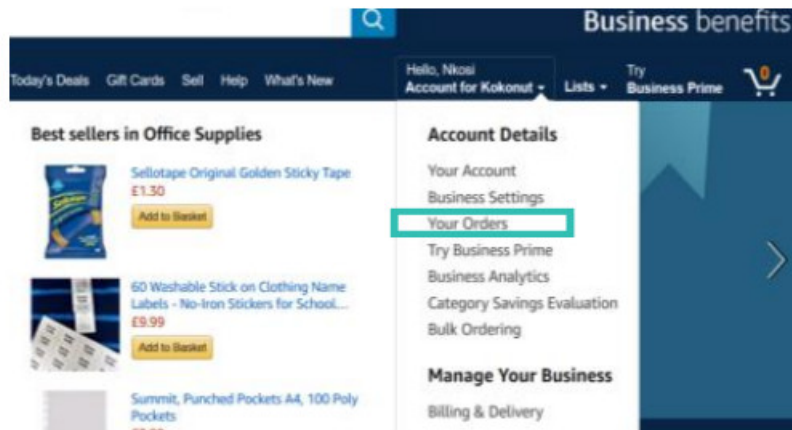 Business benefits
Today's Deals Gift Cards Sell Help What's New
Hello, Nkosi
Account for Kokonut
Lists
Try
Business Prime
0
Best sellers in Office Supplies
Sellotape Original Golden Sticky Tape
£1.30
Add to Basket
60 Washable Stick on Clothing Name
Labels - No-Iron Stickers for School...
£9.99
Add to Basket
Summit, Punched Pockets A4, 100 Poly
Pockets
Account Details
Your Account
Business Settings
Your Orders
Try Business Prime
Business Analytics
Category Savings Evaluation
Bulk Ordering
Manage Your Business
Billing & Delivery